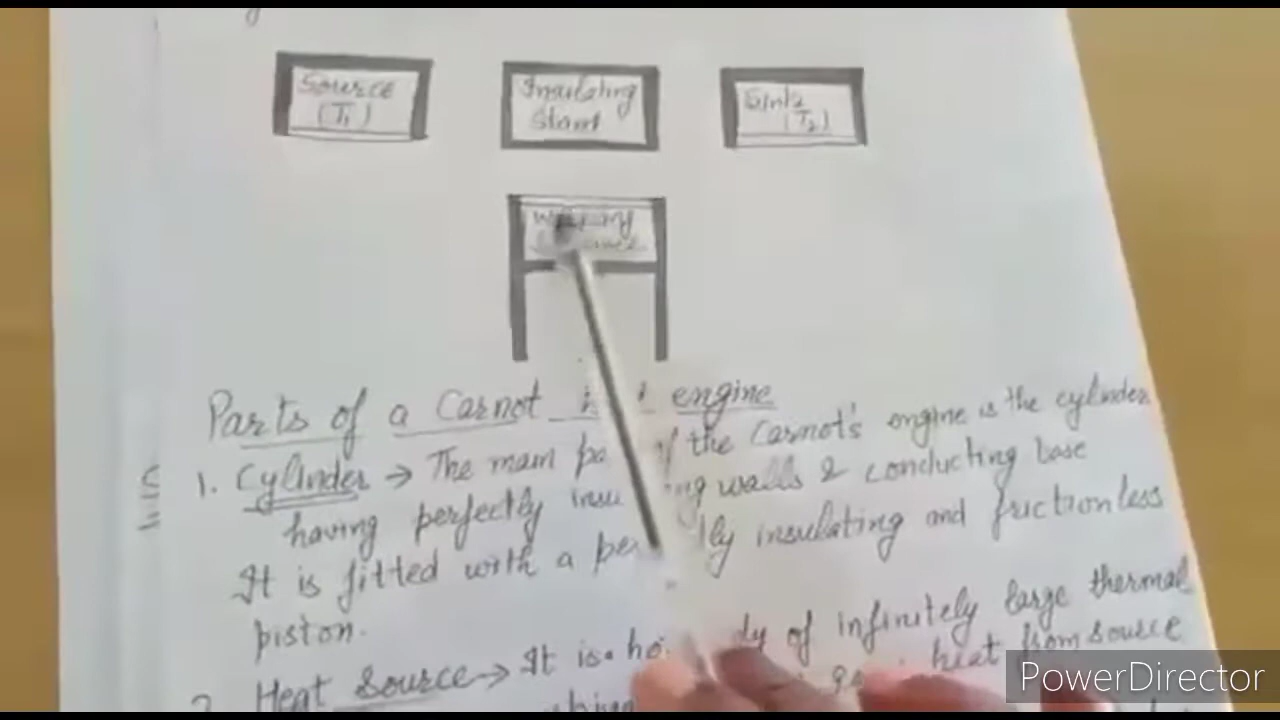 Source
(T₁)
Insulating
Stand
Sink
(T₂)
Working
Parts of a Carnot engine
1. Cylinder → The main of the Carnot's engine is the cylinder
having perfectly walls & conducting base
It is fitted with a insulating and frictionless
piston.
2. Heat Source → It is a of infinitely large thermal
heat from source
PowerDirector